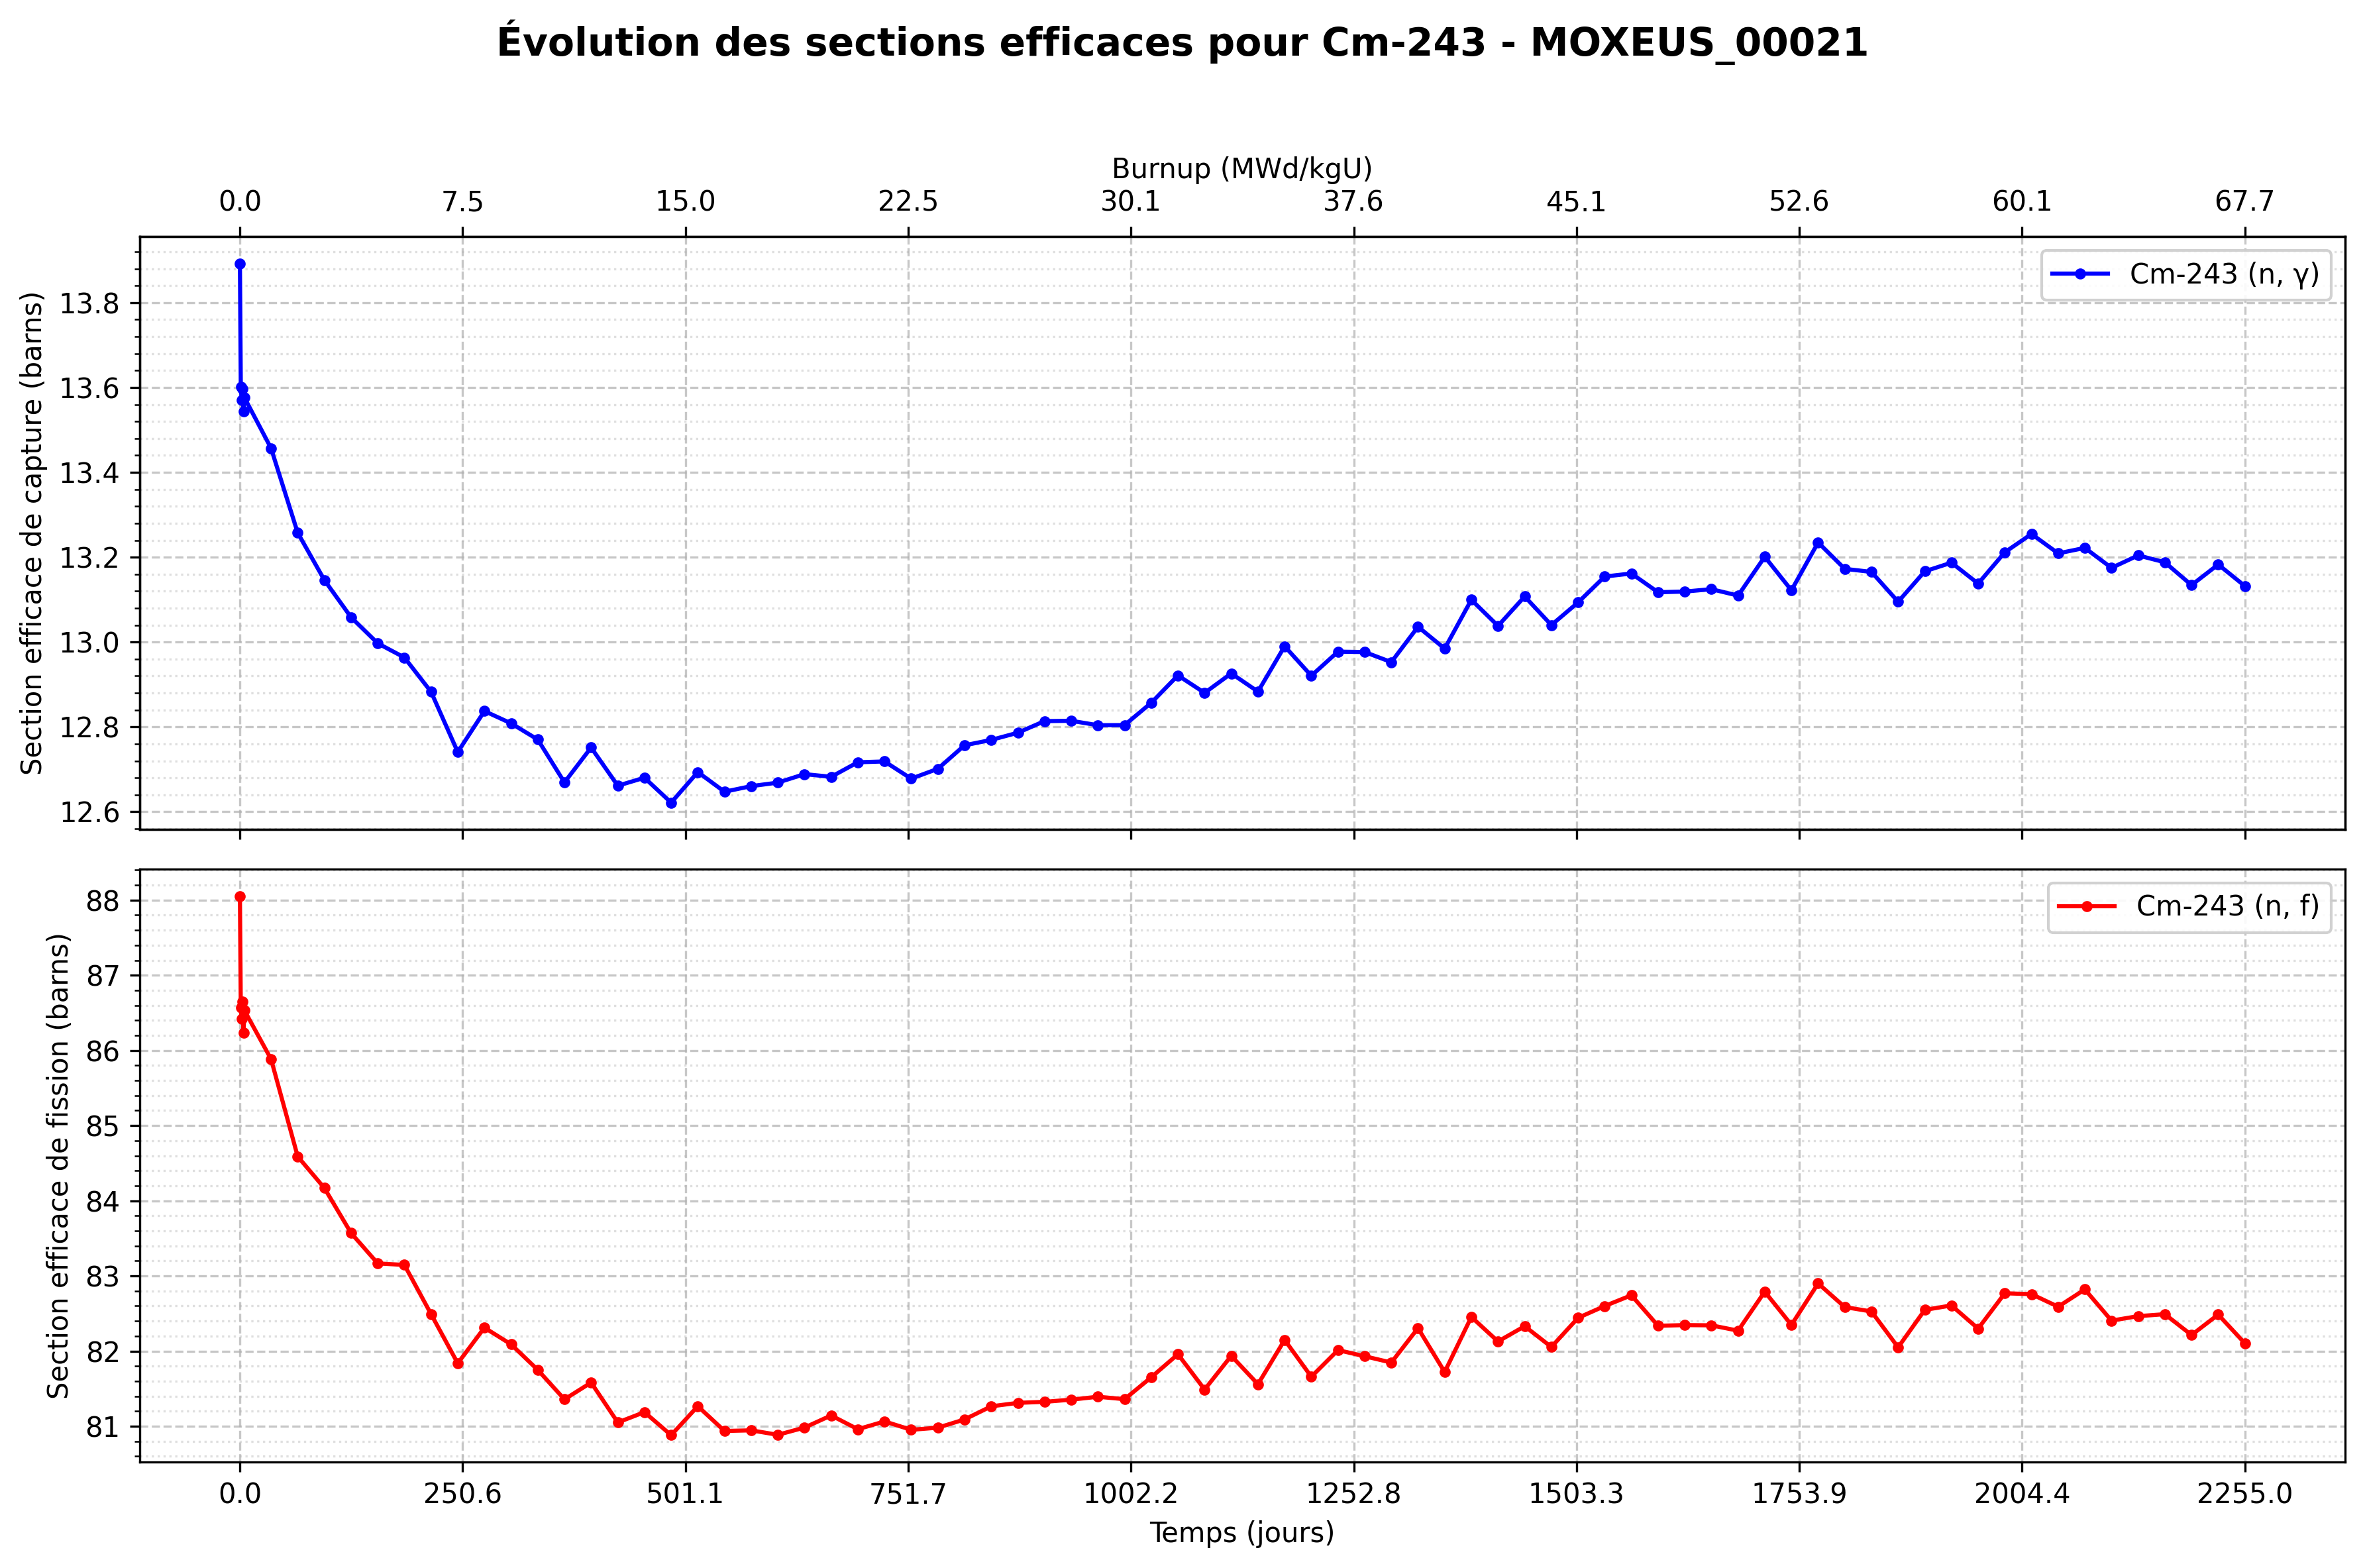 Évolution des sections efficaces pour Cm-243 - MOXEUS_00021
Burnup (MWd/kgU)
0.0 7.5 15.0 22.5 30.1 37.6 45.1 52.6 60.1 67.7
Section efficace de capture (barns)
13.8
13.6
13.4
13.2
13.0
12.8
12.6
Cm-243 (n, γ)
Section efficace de fission (barns)
88
87
86
85
84
83
82
81
Cm-243 (n, f)
0.0 250.6 501.1 751.7 1002.2 1252.8 1503.3 1753.9 2004.4 2255.0
Temps (jours)